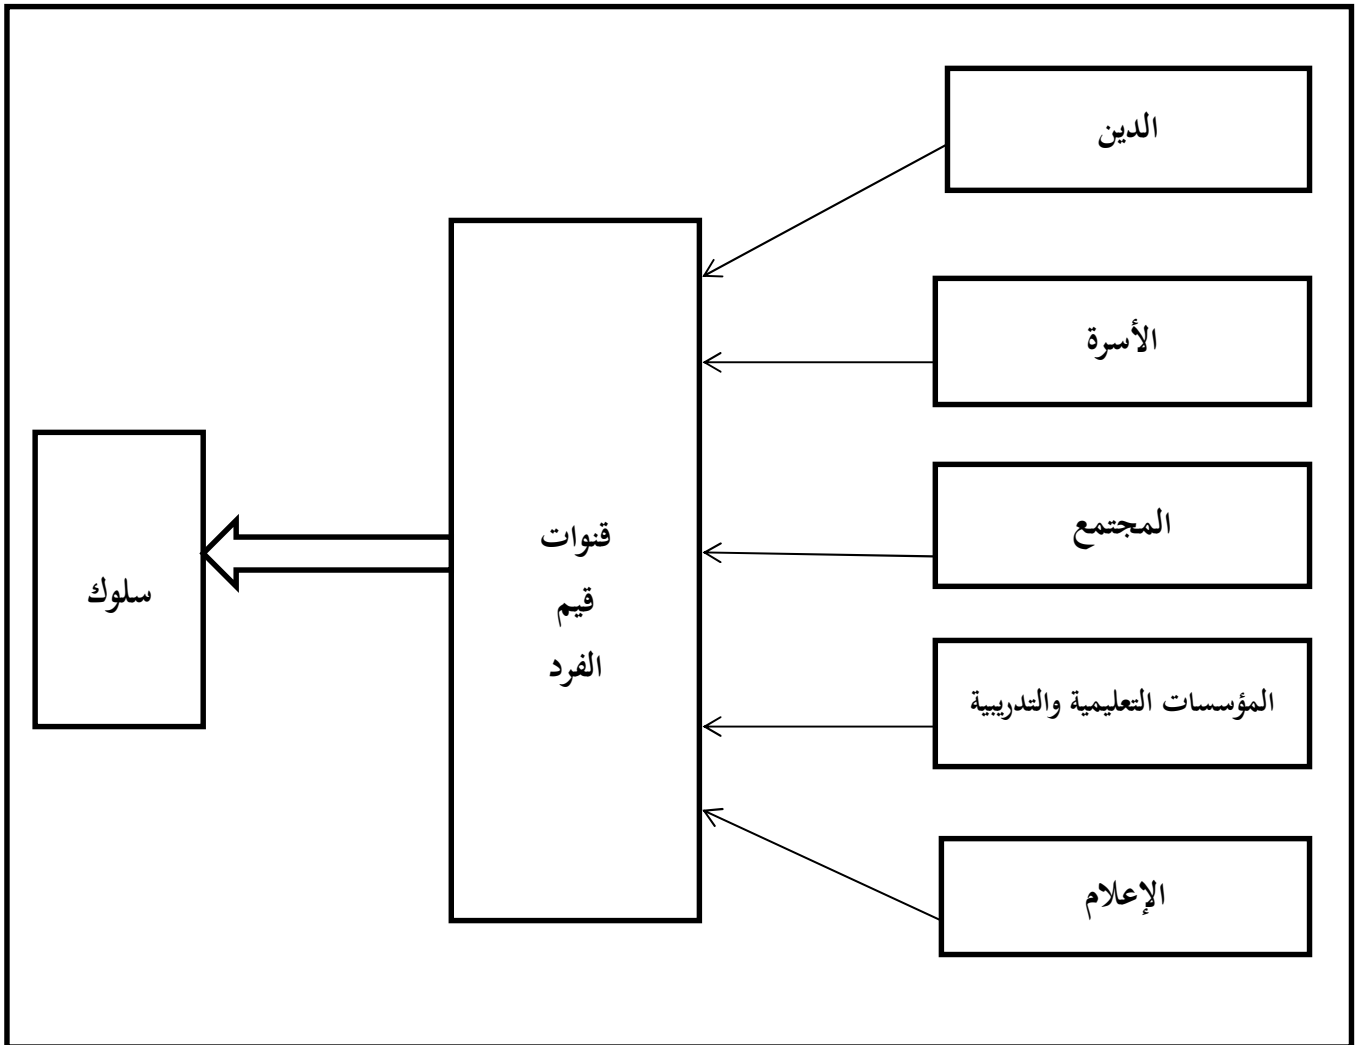 الدين
الأسرة
المجتمع
المؤسسات التعليمية والتدريبية
الإعلام
قنوات
قيم
الفرد
سلوك